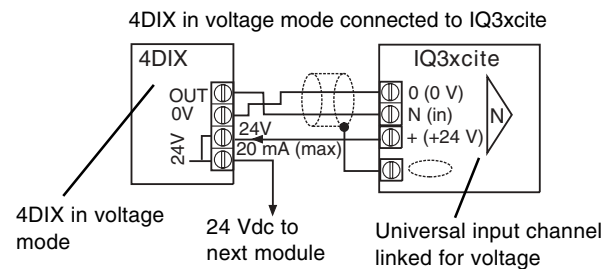 4DIX in voltage mode connected to IQ3xcite
4DIX
IQ3xcite
OUT
0V
24V
24V
20 mA (max)
0 (0 V)
N (in)
+ (+24 V)
N
4DIX in voltage
mode
24 Vdc to
next module
Universal input channel
linked for voltage